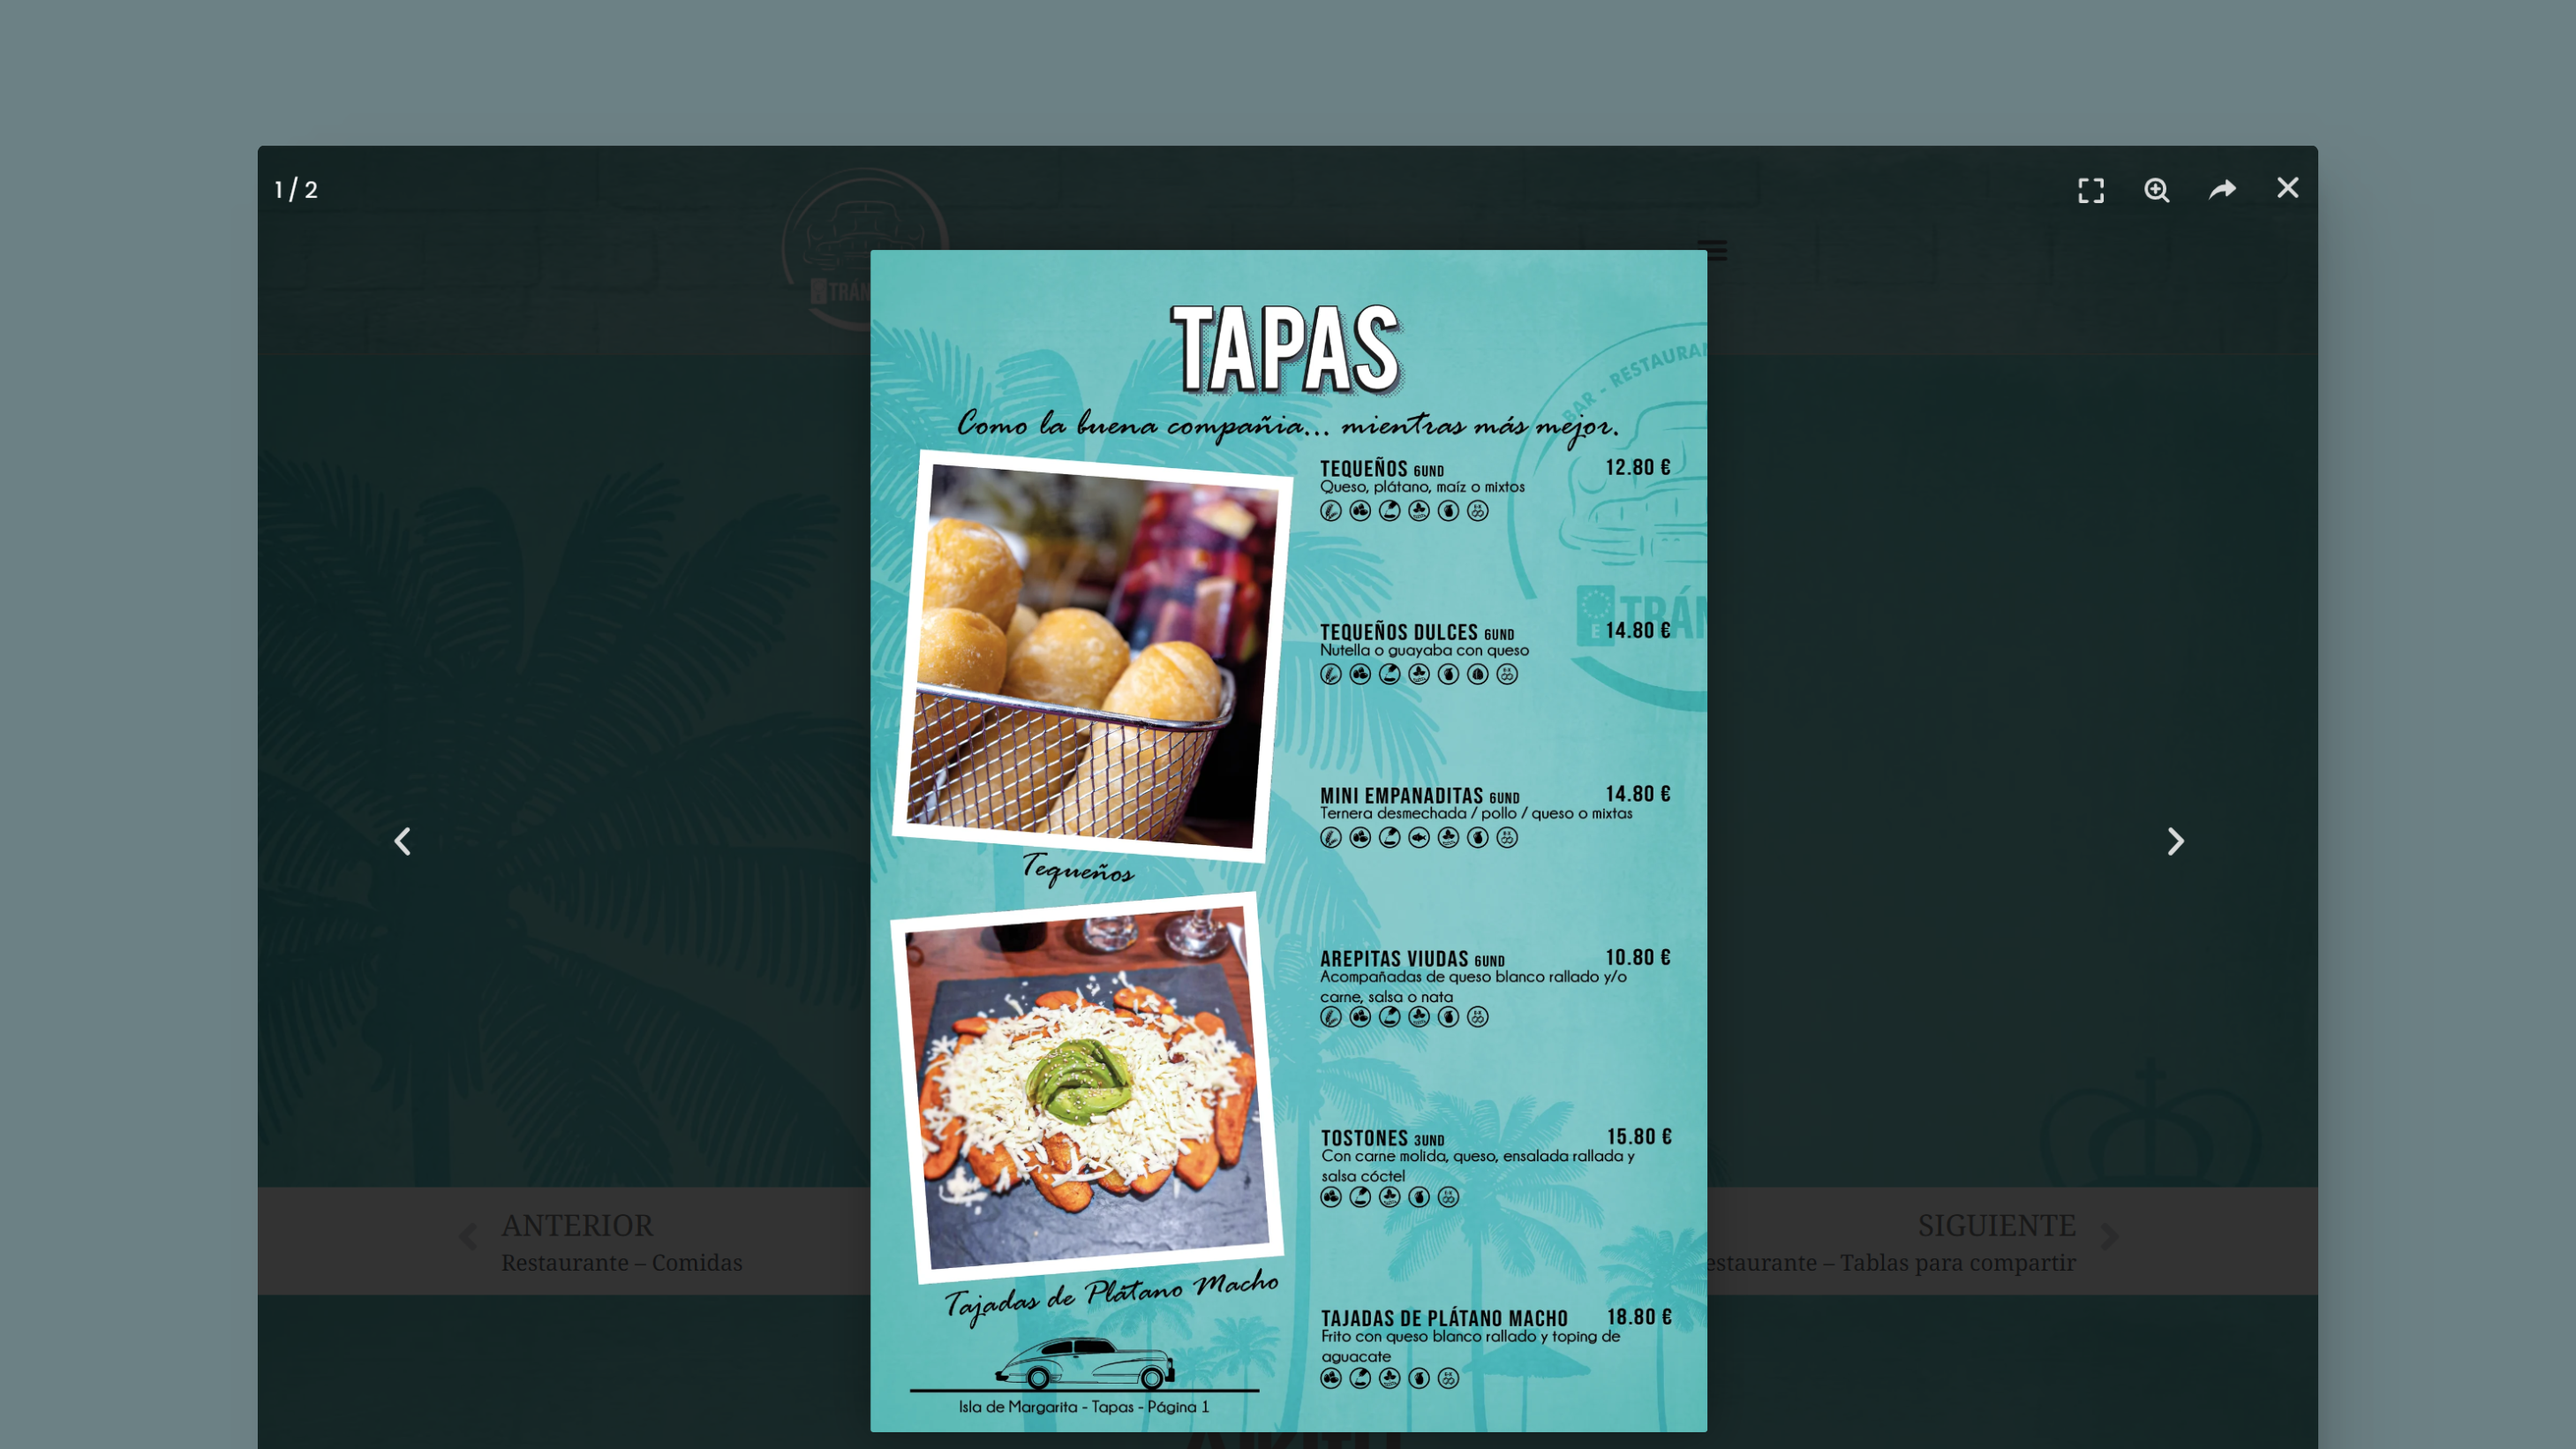 1 / 2
TAPAS
Como la buena compañia... mientras más mejor.
TEQUEÑOS 6UND 12.80 €
Queso, plátano, maíz o mixtos
TEQUEÑOS DULCES 6UND 14.80 €
Nutella o guayaba con queso
MINI EMPANADITAS 6UND 14.80 €
Ternera desmechada / pollo / queso o mixtas
Tequeños
AREPITAS VIUDAS 6UND 10.80 €
Acompañadas de queso blanco rallado y/o
carne, salsa o nata
TOSTONES 3UND 15.80 €
Con carne molida, queso, ensalada rallada y
salsa cóctel
TAJADAS DE PLÁTANO MACHO 18.80 €
Frito con queso blanco rallado y toping de
aguacate
Tajadas de Plátano Macho
Isla de Margarita - Tapas - Página 1
BAR - RESTAURAN
E TRÁN
TRÁN
ANTERIOR
Restaurante – Comidas
SIGUIENTE
estaurante – Tablas para compartir